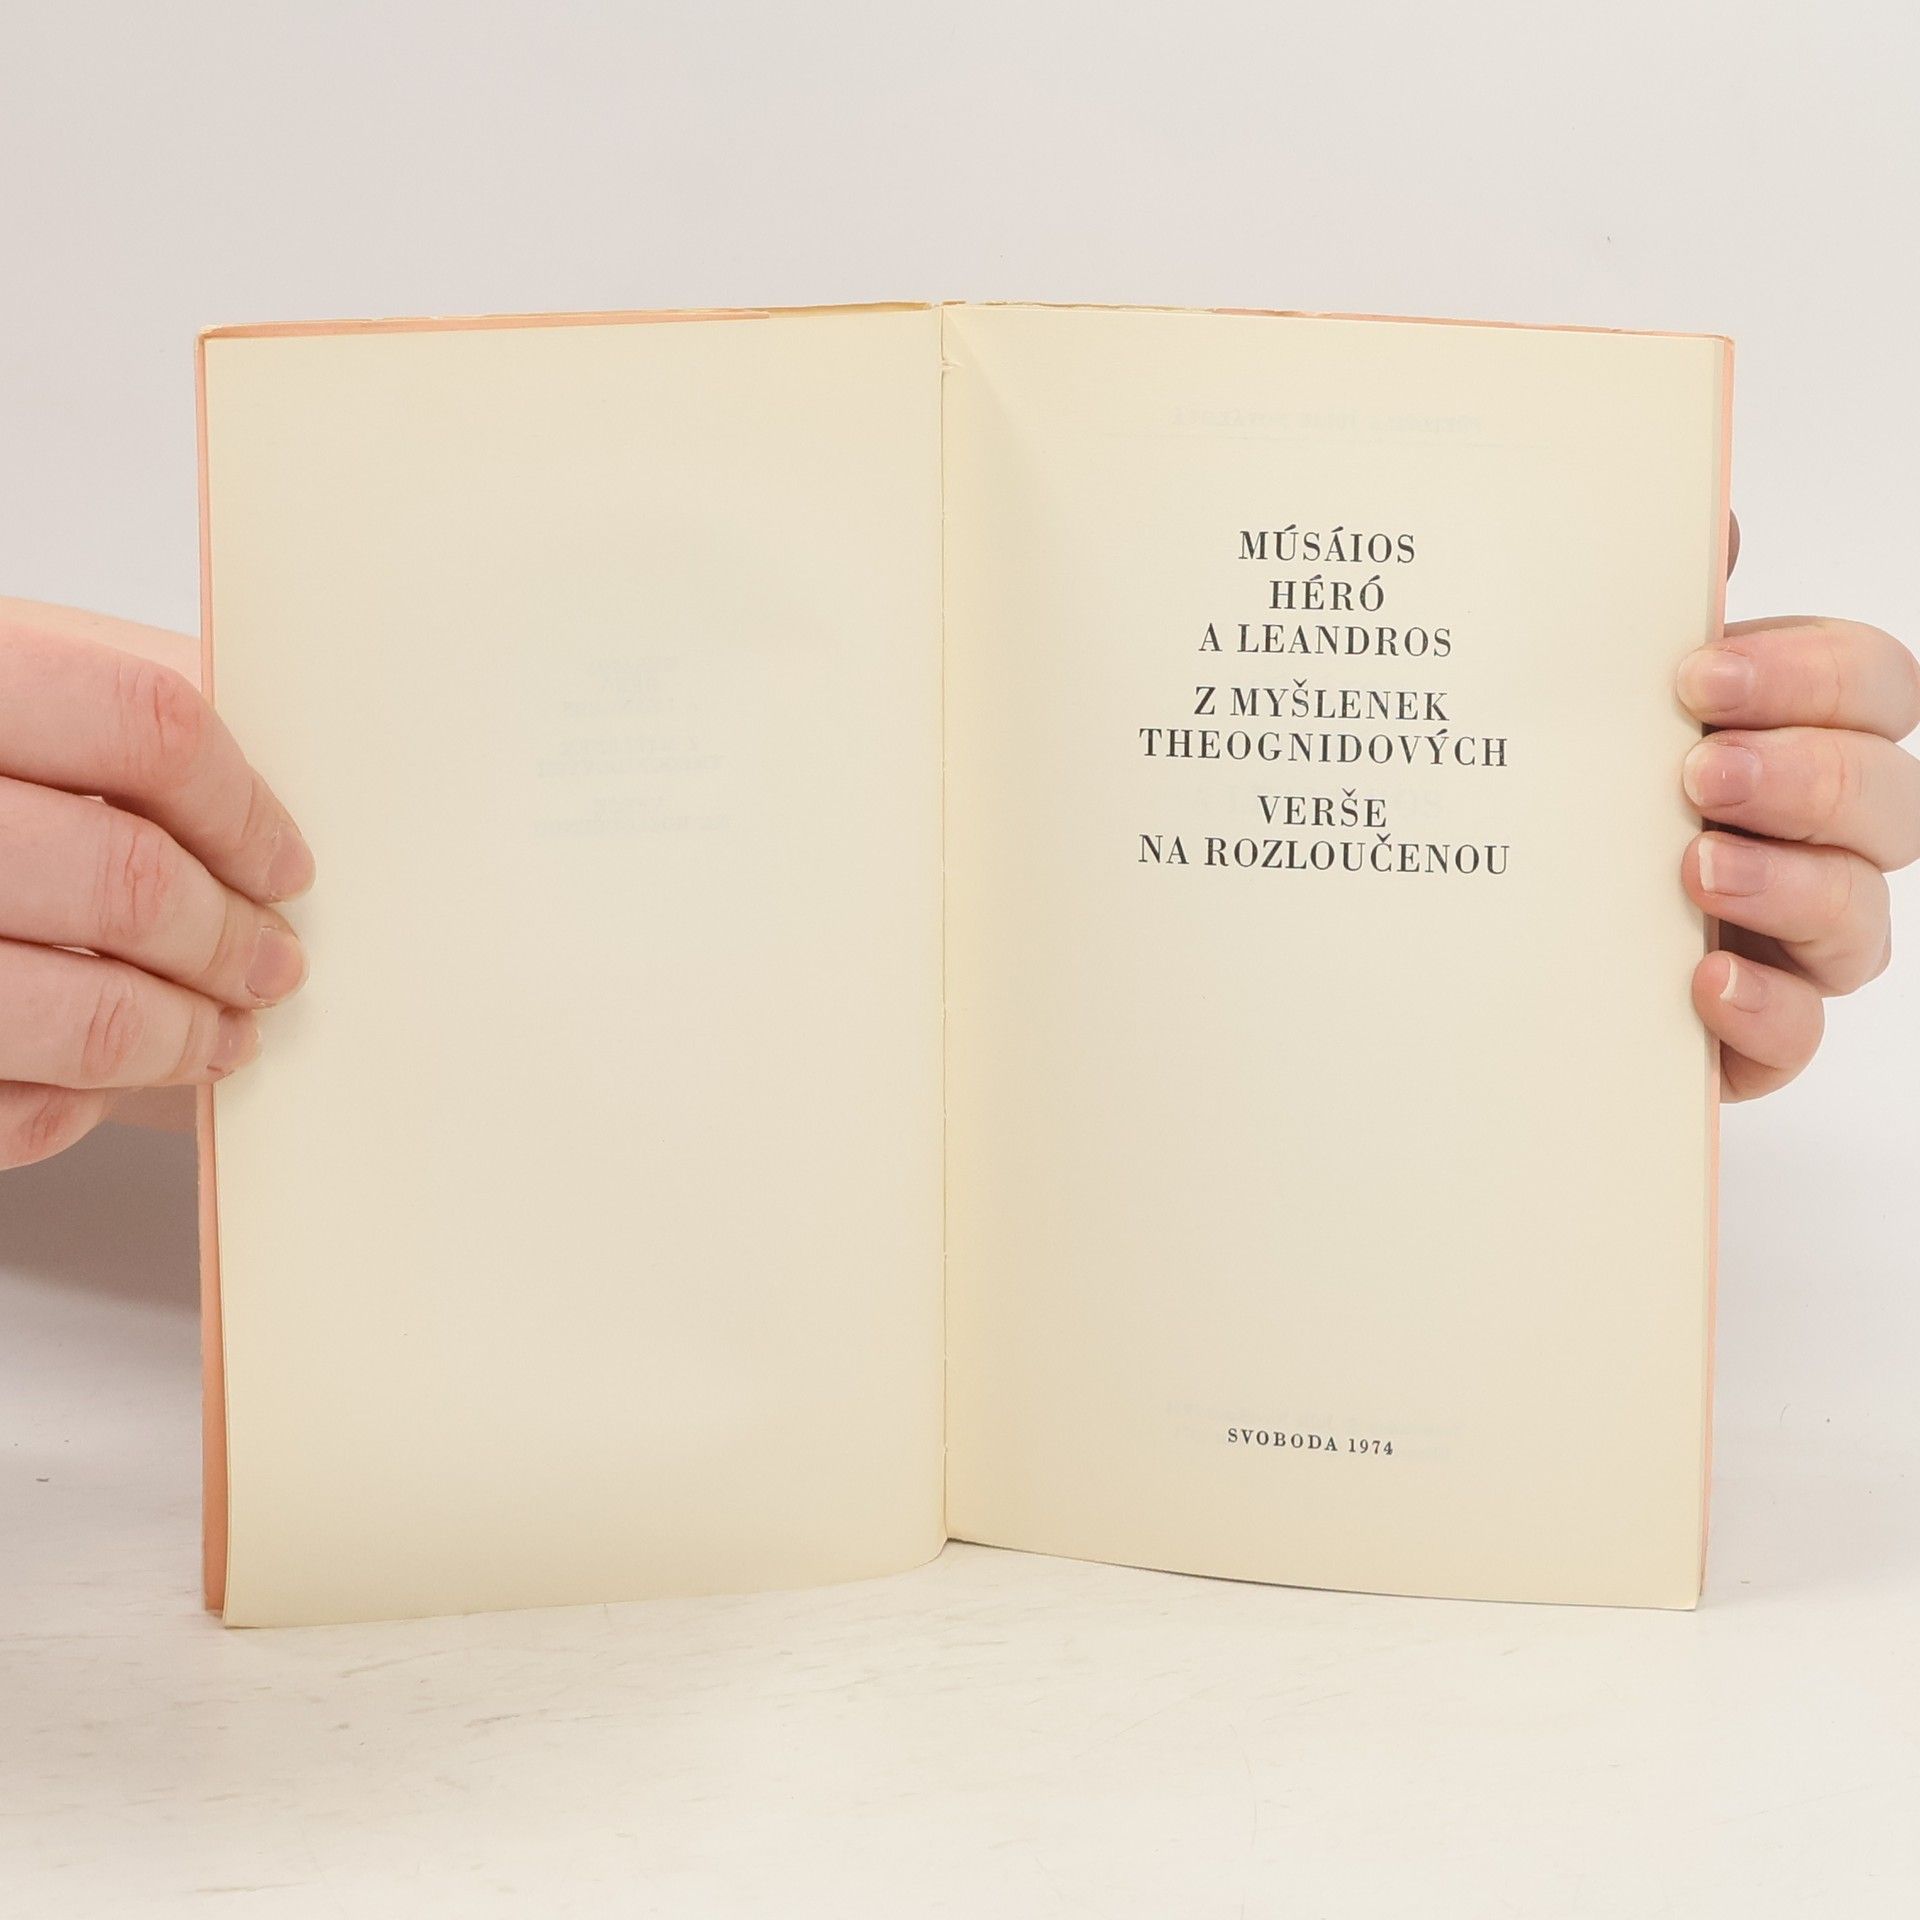 MÚSÁIOS
HÉRÓ
A LEANDROS
Z MYŠLENEK
THEOGNIDOVÝCH
VERŠE
NA ROZLOUČENOU
SVOBODA 1974